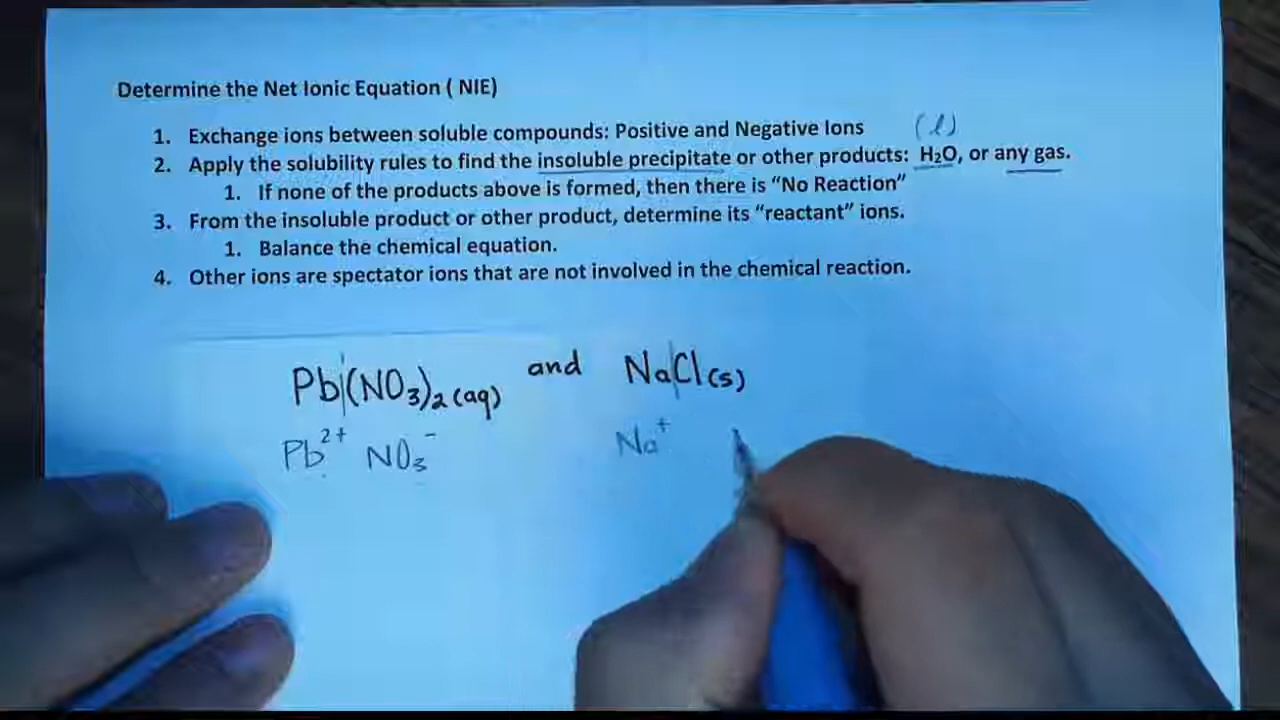 Determine the Net Ionic Equation ( NIE)
1. Exchange ions between soluble compounds: Positive and Negative Ions (l)
2. Apply the solubility rules to find the insoluble precipitate or other products: H₂O, or any gas.
1. If none of the products above is formed, then there is “No Reaction”
3. From the insoluble product or other product, determine its “reactant” ions.
1. Balance the chemical equation.
4. Other ions are spectator ions that are not involved in the chemical reaction.
Pb(NO₃)₂(aq) and NaCl(s)
Pb²⁺ NO₃⁻ Na⁺